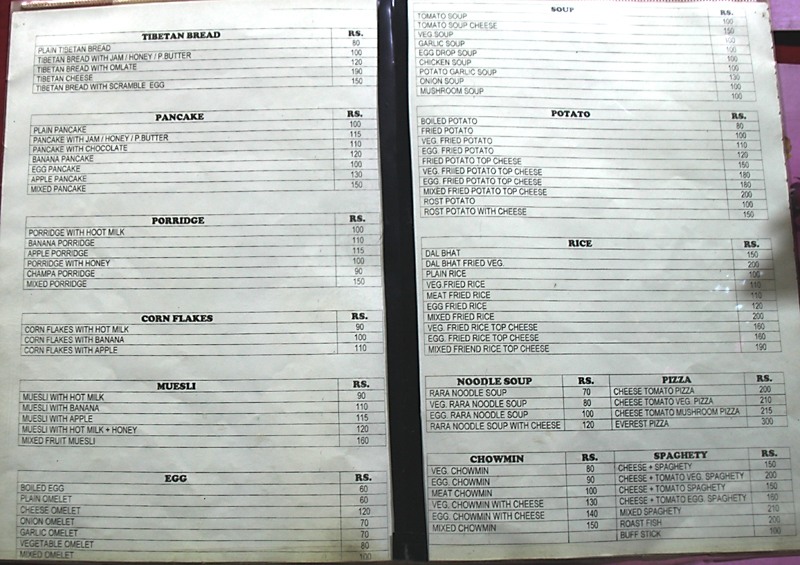 TIBETAN BREAD RS.
PLAIN TIBETAN BREAD 80
TIBETAN BREAD WITH JAM / HONEY / P.BUTTER 100
TIBETAN BREAD WITH OMLATE 120
TIBETAN CHEESE 190
TIBETAN BREAD WITH SCRAMBLE EGG 150
PANCAKE RS.
PLAIN PANCAKE 100
PANCAKE WITH JAM / HONEY / P.BUTTER 115
PANCAKE WITH CHOCOLATE 110
BANANA PANCAKE 120
EGG PANCAKE 100
APPLE PANCAKE 130
MIXED PANCAKE 150
PORRIDGE RS.
PORRIDGE WITH HOOT MILK 100
BANANA PORRIDGE 110
APPLE PORRIDGE 115
PORRIDGE WITH HONEY 100
CHAMPA PORRIDGE 90
MIXED PORRIDGE 150
CORN FLAKES RS.
CORN FLAKES WITH HOT MILK 90
CORN FLAKES WITH BANANA 100
CORN FLAKES WITH APPLE 110
MUESLI RS.
MUESLI WITH HOT MILK 90
MUESLI WITH BANANA 110
MUESLI WITH APPLE 115
MUESLI WITH HOT MILK + HONEY 120
MIXED FRUIT MUESLI 160
EGG RS.
BOILED EGG 60
PLAIN OMELET 60
CHEESE OMELET 120
ONION OMELET 70
GARLIC OMELET 70
VEGETABLE OMELET 80
MIXED OMELET 100
SOUP RS.
TOMATO SOUP 100
TOMATO SOUP CHEESE 150
VEG SOUP 100
GARLIC SOUP 100
EGG DROP SOUP 100
CHICKEN SOUP 100
POTATO GARLIC SOUP 130
ONION SOUP 100
MUSHROOM SOUP 100
POTATO RS.
BOILED POTATO 80
FRIED POTATO 100
VEG. FRIED POTATO 110
EGG. FRIED POTATO 120
FRIED POTATO TOP CHEESE 150
VEG. FRIIED POTATO TOP CHEESE 180
EGG. FRIED POTATO TOP CHEESE 180
MIXED FRIED POTATO TOP CHEESE 200
ROST POTATO 100
ROST POTATO WITH CHEESE 150
RICE RS.
DAL BHAT 150
DAL BHAT FRIED VEG. 200
PLAIN RICE 100
VEG.FRIED RICE 110
MEAT FRIED RICE 110
EGG FRIED RICE 120
MIXED FRIED RICE 200
VEG. FRIED RICE TOP CHEESE 160
EGG. FRIED RICE TOP CHEESE 160
MIXED FRIEND RICE TOP CHEESE 190
NOODLE SOUP RS.
RARA NOODLE SOUP 70
VEG. RARA NOODLE SOUP 80
EGG. RARA NOODLE SOUP 100
RARA NOODLE SOUP WITH CHEESE 120
PIZZA RS.
CHEESE TOMATO PIZZA 200
CHEESE TOMATO VEG. PIZZA 210
CHEESE TOMATO MUSHROOM PIZZA 215
EVEREST PIZZA 300
CHOWMIN RS.
VEG. CHOWMIN 80
EGG. CHOWMIN 90
MEAT CHOWMIN 100
VEG. CHOWMIN WITH CHEESE 130
EGG. CHOWMIN WITH CHEESE 140
MIXED CHOWMIN 150
SPAGHETY RS.
CHEESE + SPAGHETY 150
CHEESE + TOMATO VEG. SPAGHETY 200
CHEESE + TOMATO SPAGHETY 150
CHEESE + TOMATO EGG. SPAGHETY 160
MIXED SPAGHETY 210
ROAST FISH 200
BUFF STICK 100